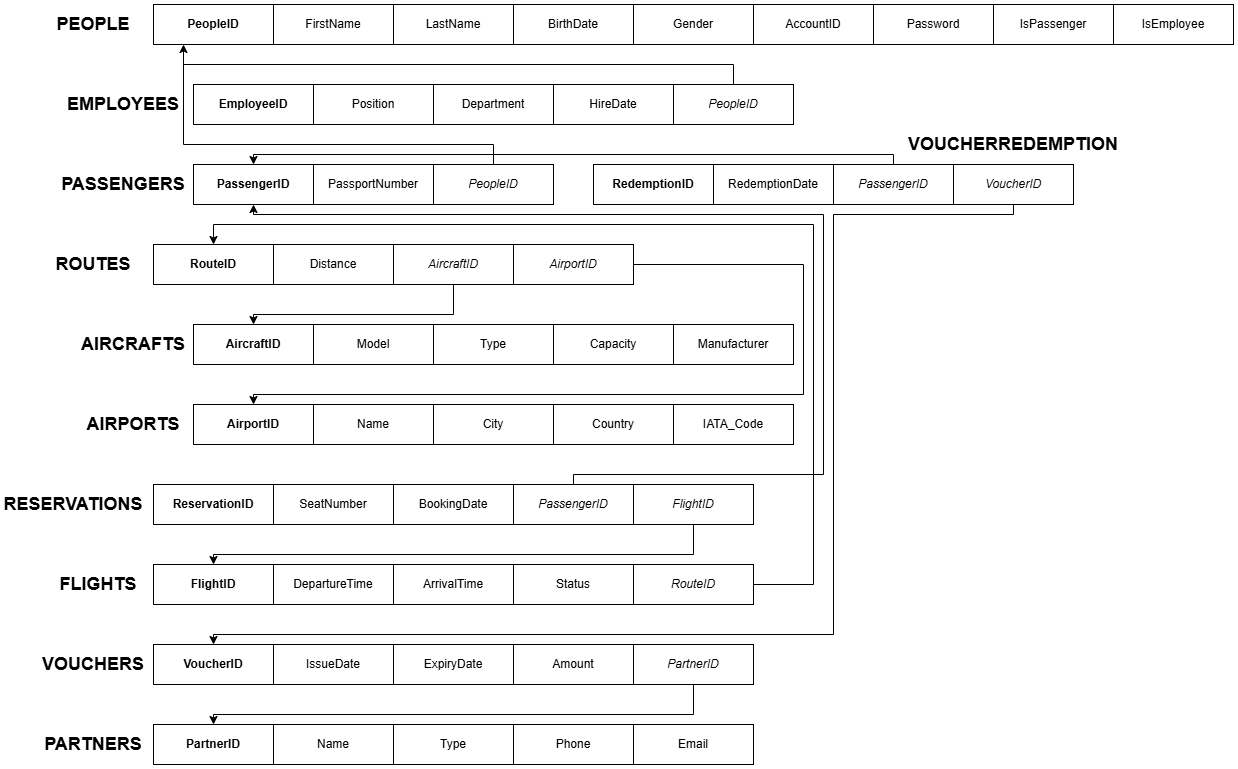 PEOPLE PeopleID FirstName LastName BirthDate Gender AccountID Password IsPassenger IsEmployee
EMPLOYEES EmployeeID Position Department HireDate PeopleID
VOUCHERREDEMPTION
PASSENGERS PassengerID PassportNumber PeopleID RedemptionID RedemptionDate PassengerID VoucherID
ROUTES RouteID Distance AircraftID AirportID
AIRCRAFTS AircraftID Model Type Capacity Manufacturer
AIRPORTS AirportID Name City Country IATA_Code
RESERVATIONS ReservationID SeatNumber BookingDate PassengerID FlightID
FLIGHTS FlightID DepartureTime ArrivalTime Status RouteID
VOUCHERS VoucherID IssueDate ExpiryDate Amount PartnerID
PARTNERS PartnerID Name Type Phone Email